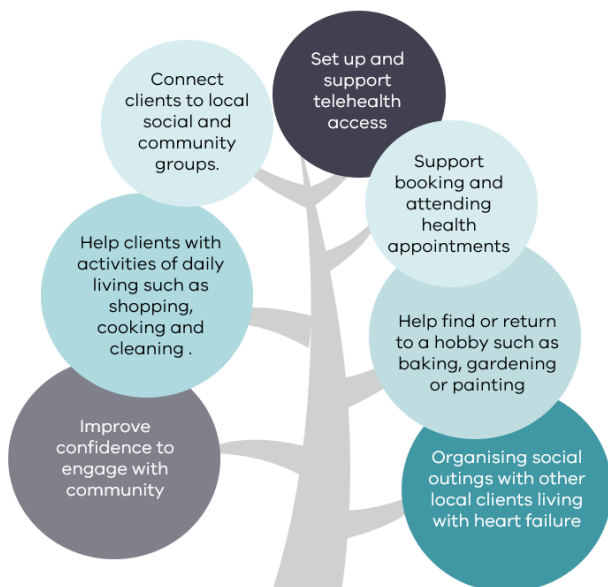 Set up and
support
telehealth
access
Connect
clients to local
social and
community
groups.
Support
booking and
attending
health
appointments
Help clients with
activities of daily
living such as
shopping,
cooking and
cleaning .
Help find or return
to a hobby such as
baking, gardening
or painting
Improve
confidence to
engage with
community
Organising social
outings with other
local clients living
with heart failure